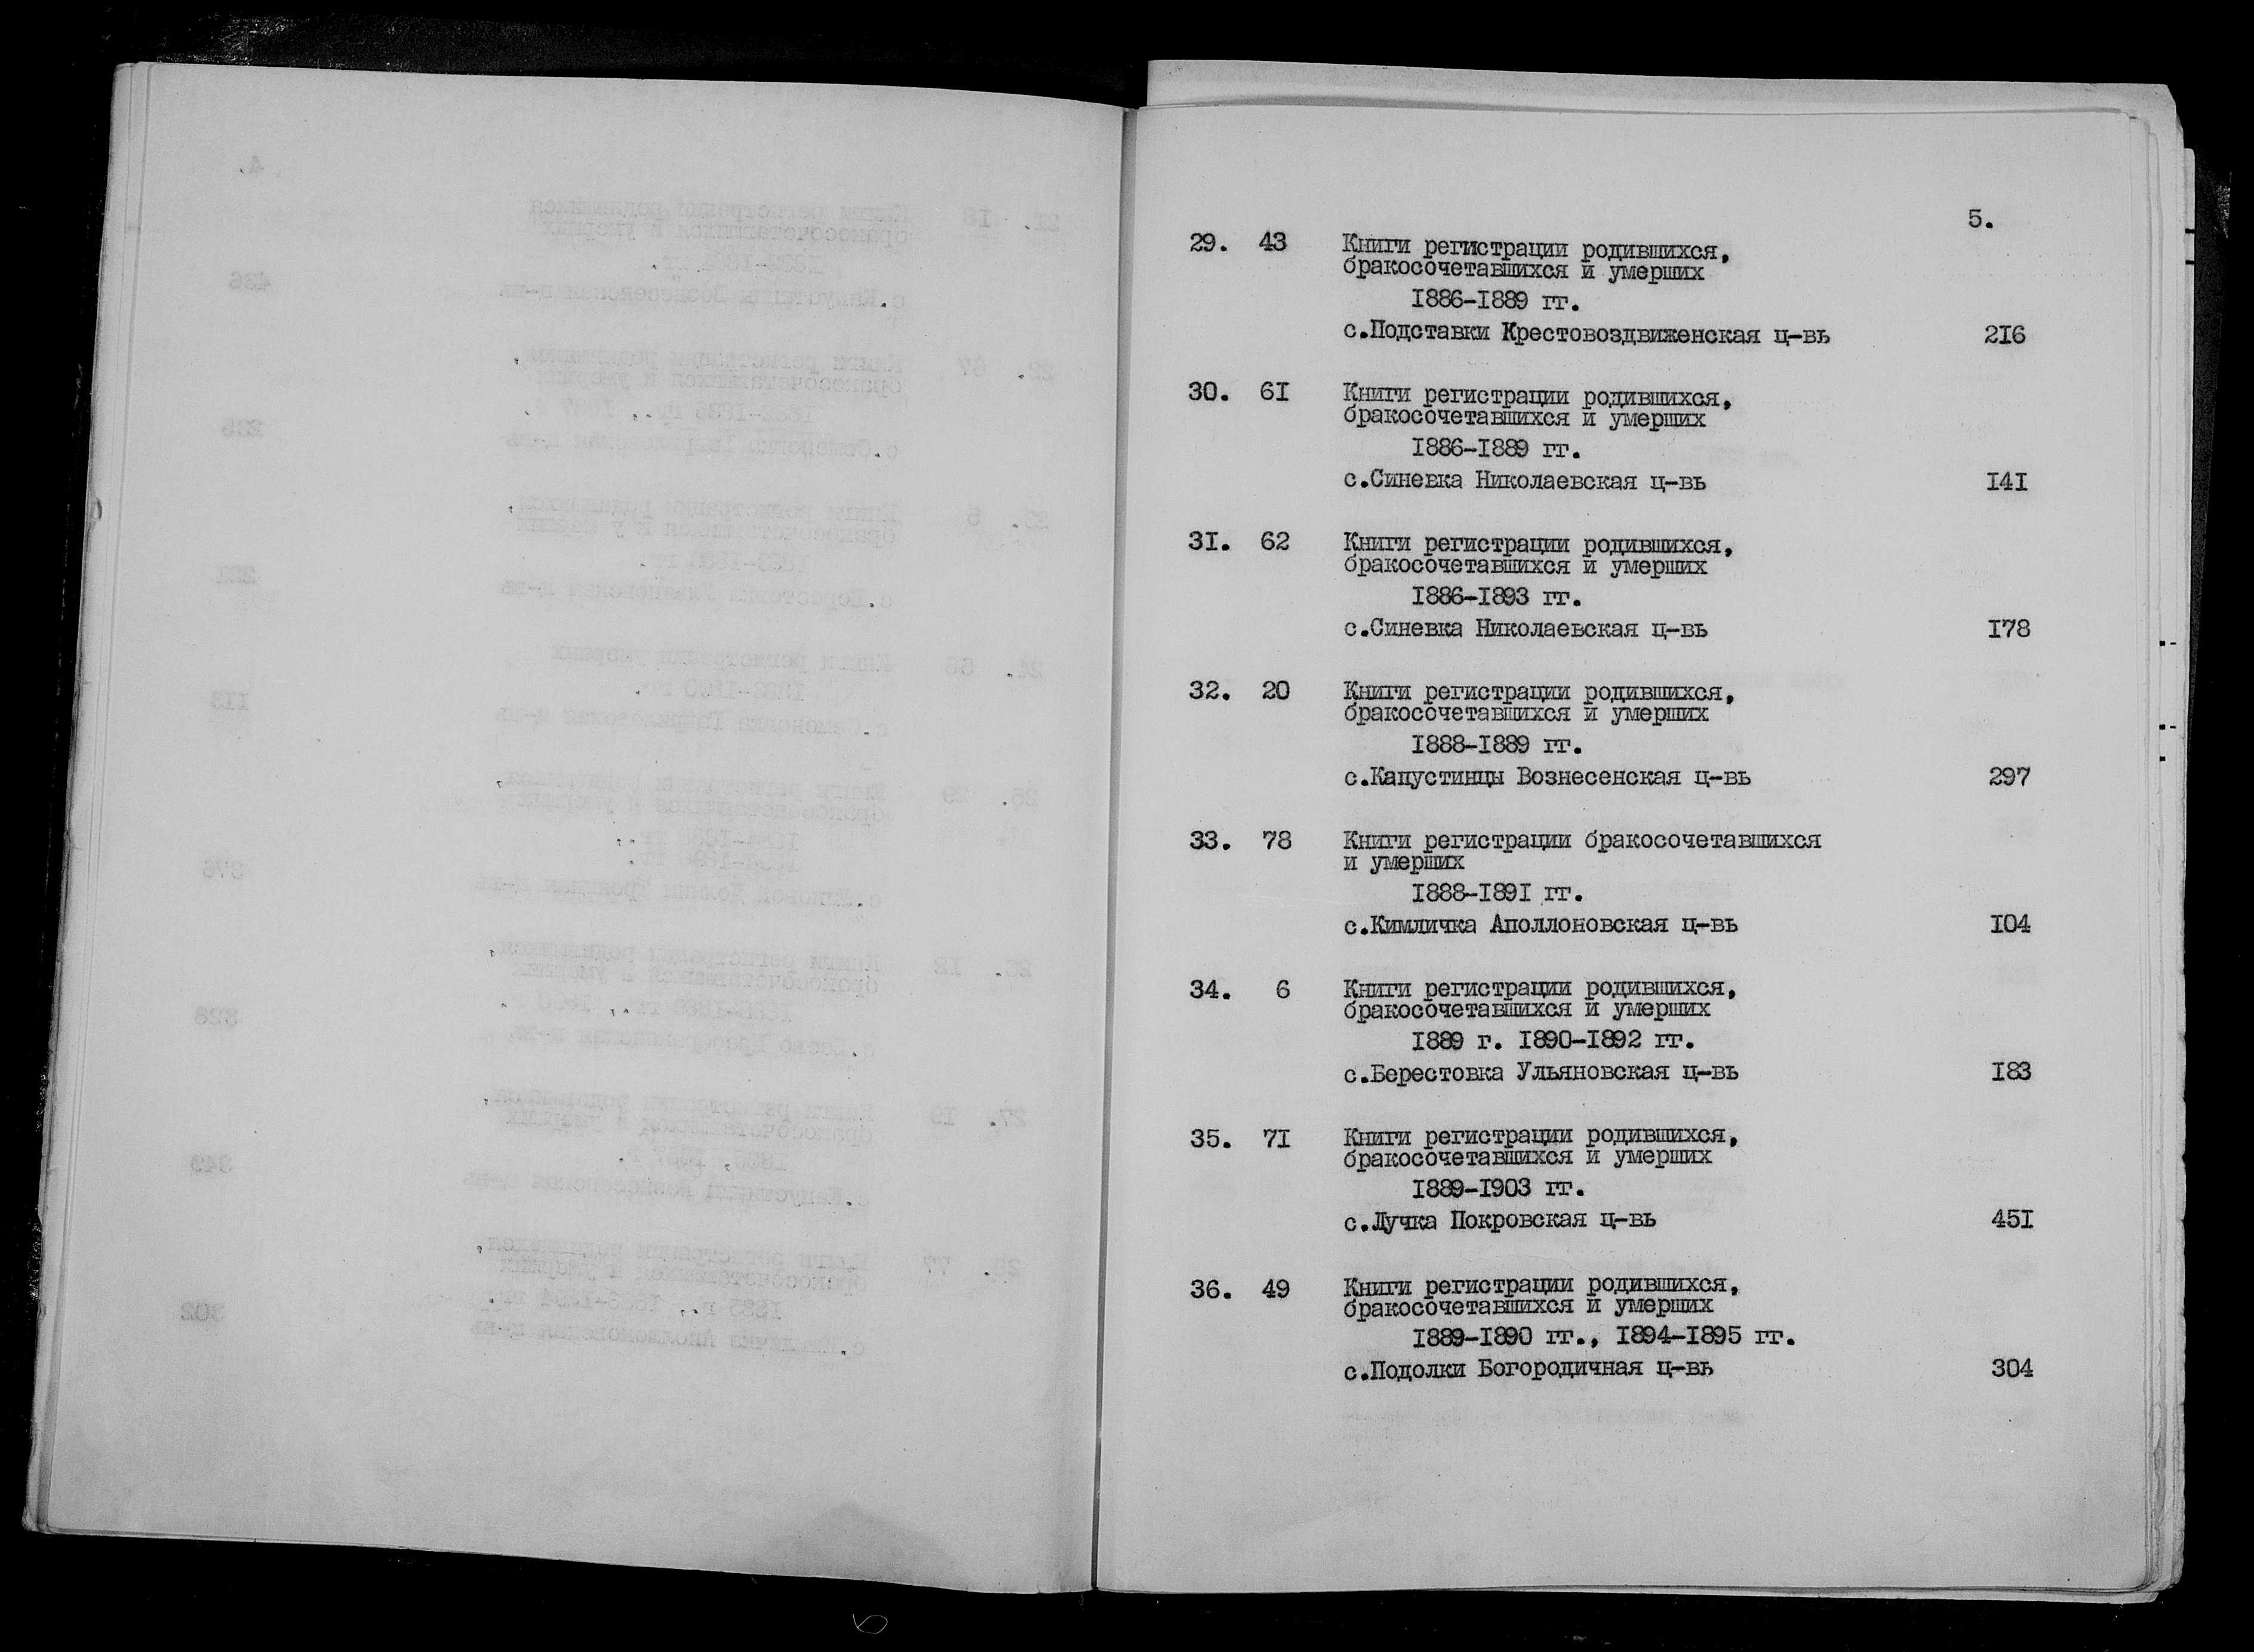 5.
29. 43 Книги регистрации родившихся,
бракосочетавшихся и умерших
1886-1889 гг.
с.Подставки Крестовоздвиженская ц-вь 216
30. 61 Книги регистрации родившихся,
бракосочетавшихся и умерших
1886-1889 гг.
с.Синевка Николаевская ц-вь 141
31. 62 Книги регистрации родившихся,
бракосочетавшихся и умерших
1886-1893 гг.
с.Синевка Николаевская ц-вь 178
32. 20 Книги регистрации родившихся,
бракосочетавшихся и умерших
1888-1889 гг.
с.Капустинцы Вознесенская ц-вь 297
33. 78 Книги регистрации бракосочетавшихся
и умерших
1888-1891 гг.
с.Кимличка Аполлоновская ц-вь 104
34. 6 Книги регистрации родившихся,
бракосочетавшихся и умерших
1889 г. 1890-1892 гг.
с.Берестовка Ульяновская ц-вь 183
35. 71 Книги регистрации родившихся,
бракосочетавшихся и умерших
1889-1903 гг.
с.Лучка Покровская ц-вь 451
36. 49 Книги регистрации родившихся,
бракосочетавшихся и умерших
1889-1890 гг., 1894-1895 гг.
с.Подолки Богородичная ц-вь 304